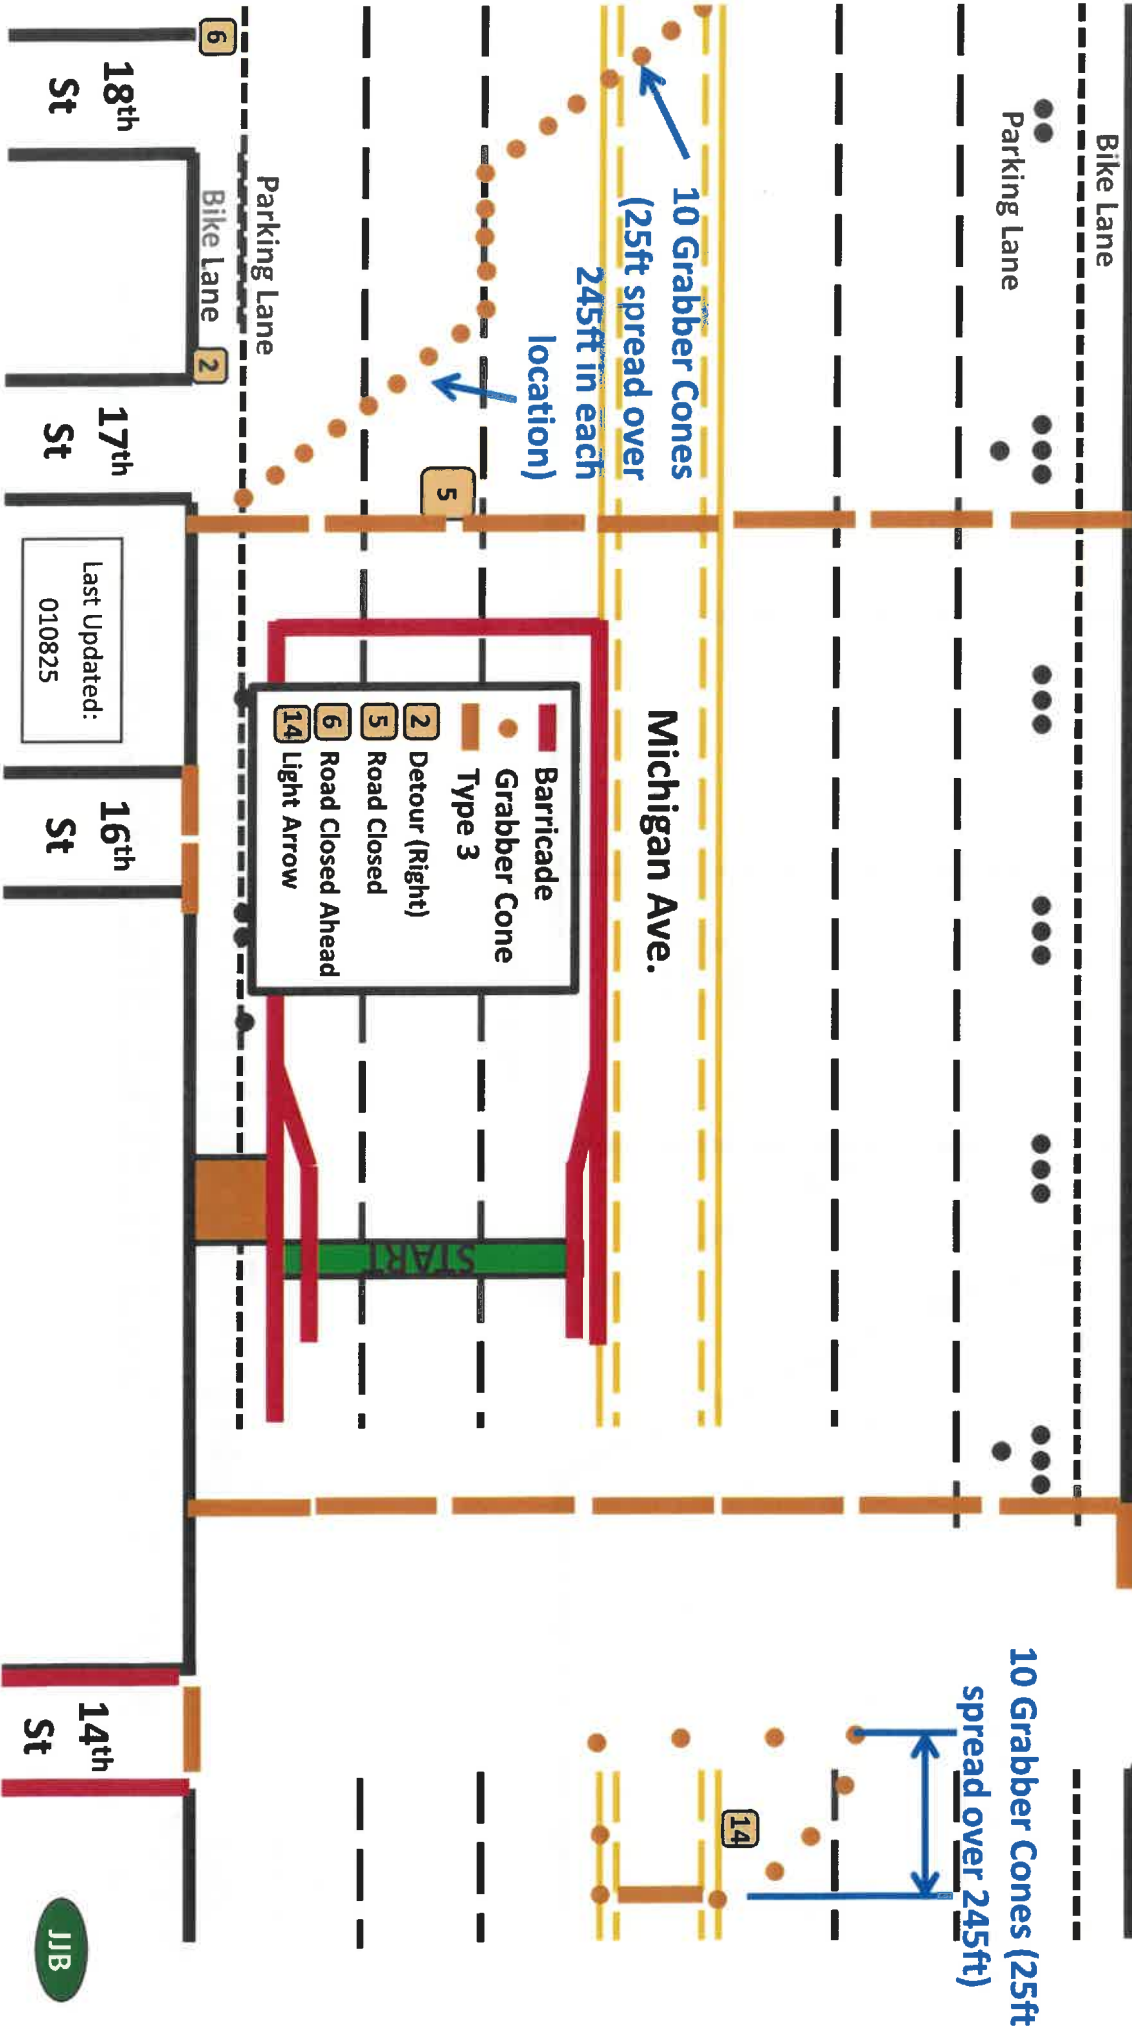 Bike Lane
Parking Lane
10 Grabber Cones
(25ft spread over
245ft in each
location)
10 Grabber Cones (25ft
spread over 245ft)
Michigan Ave.
14
5
Barricade
Grabber Cone
Type 3
2 Detour (Right)
5 Road Closed
6 Road Closed Ahead
14 Light Arrow
START
Parking Lane
Bike Lane
6
2
18th
St
17th
St
16th
St
14th
St
Last Updated:
010825
JJB